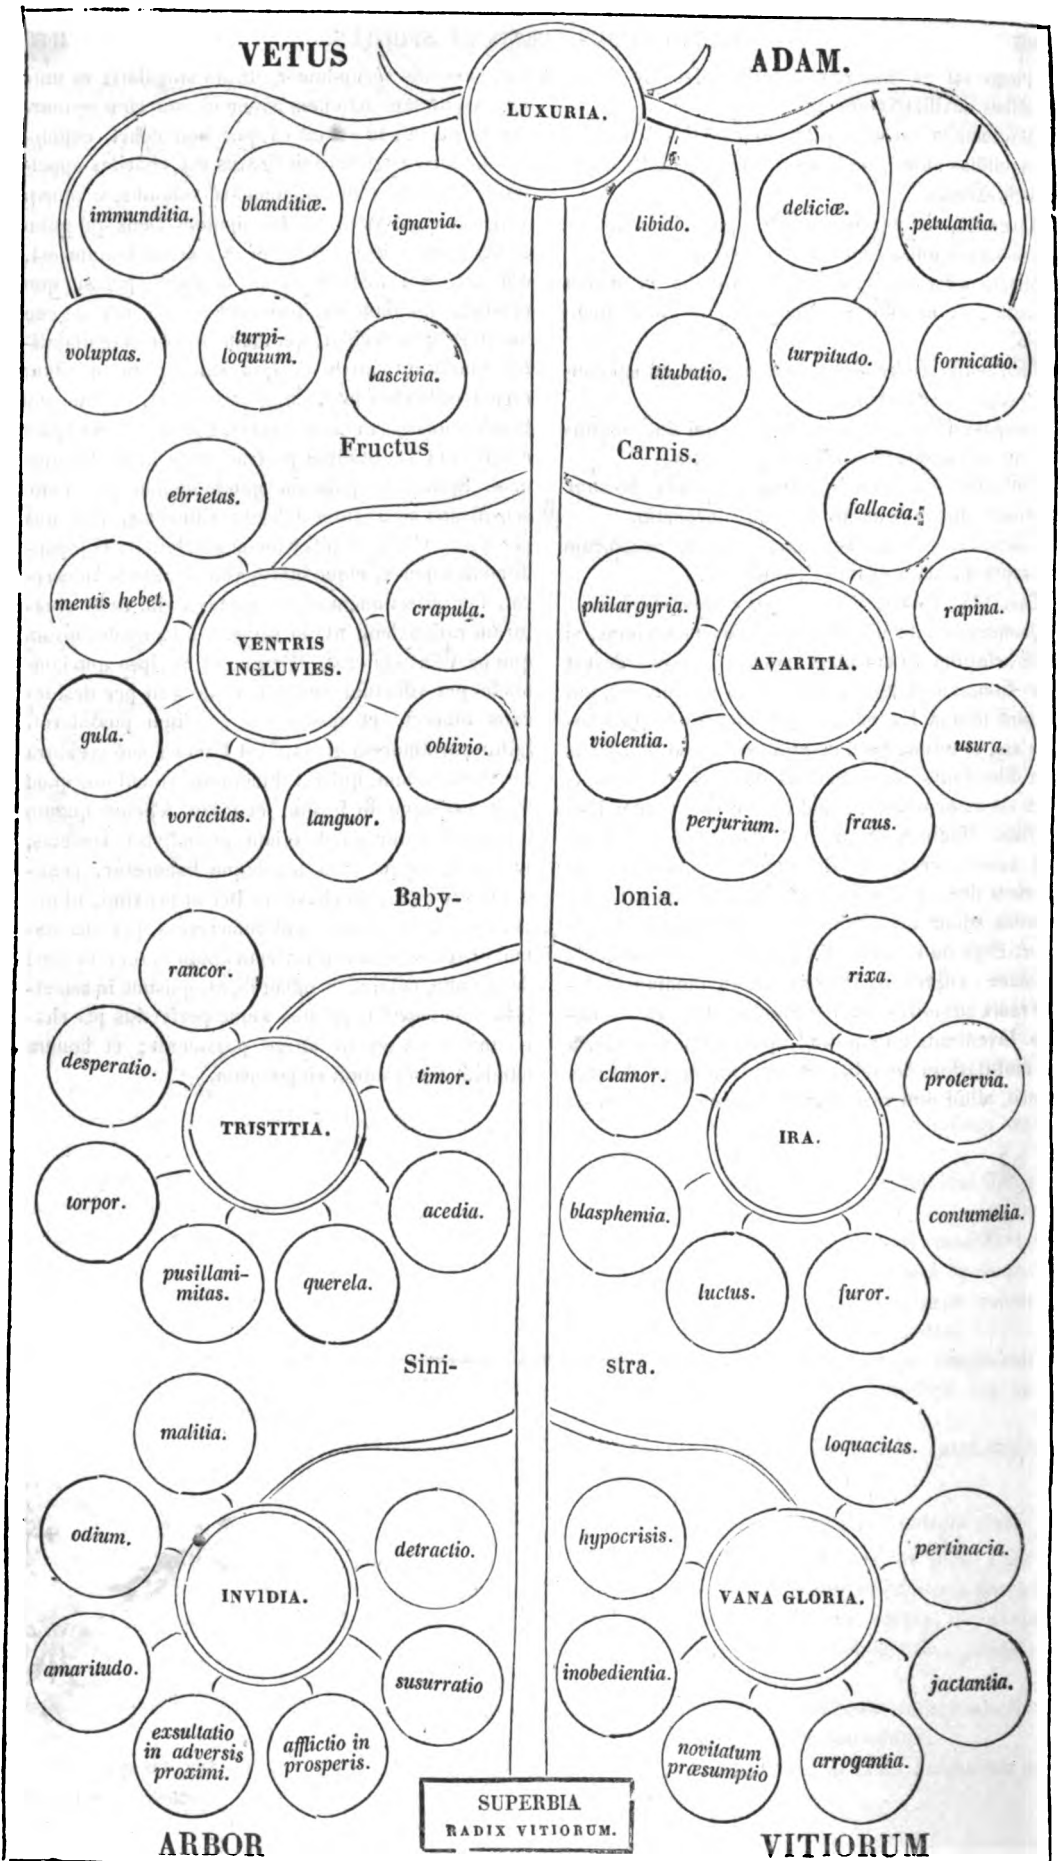 VETUS ADAM.
LUXURIA.
immunditia.
blanditiæ.
ignavia.
libido.
deliciæ.
petulantia.
voluptas.
turpi-
loquium.
lascivia.
titubatio.
turpitudo.
fornicatio.
Fructus Carnis.
ebrietas.
mentis hebet.
crapula.
VENTRIS
INGLUVIES.
gula.
oblivio.
voracitas.
languor.
fallacia.
philargyria.
rapina.
AVARITIA.
violentia.
usura.
perjurium.
fraus.
Baby- lonia.
rancor.
desperatio.
timor.
TRISTITIA.
torpor.
acedia.
pusillani-
mitas.
querela.
rixa.
clamor.
protervia.
IRA.
blasphemia.
contumelia.
luctus.
furor.
Sini- stra.
malitia.
odium.
detractio.
INVIDIA.
amaritudo.
susurratio
exsultatio
in adversis
proximi.
afflictio in
prosperis.
loquacitas.
hypocrisis.
pertinacia.
VANA GLORIA.
inobedientia.
jactantia.
novitatum
præsumptio
arrogantia.
SUPERBIA
RADIX VITIORUM.
ARBOR VITIORUM